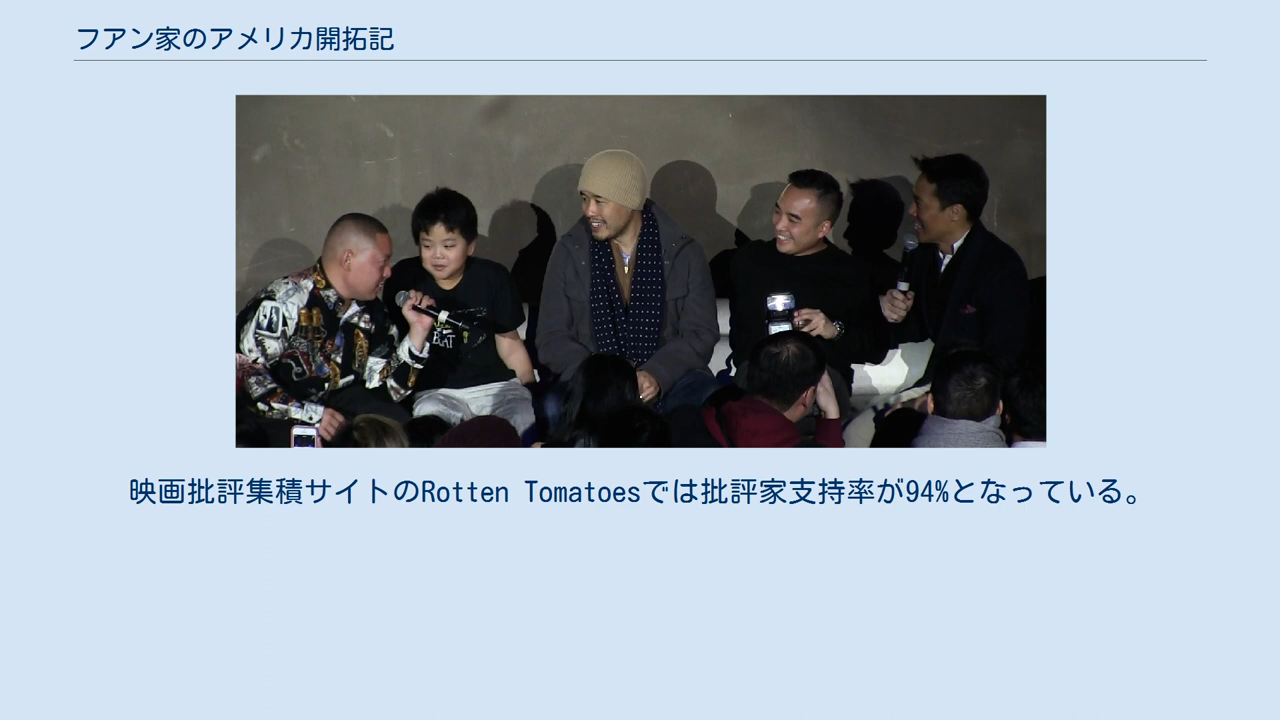 フアン家のアメリカ開拓記
映画批評集積サイトのRotten Tomatoesでは批評家支持率が94%となっている。